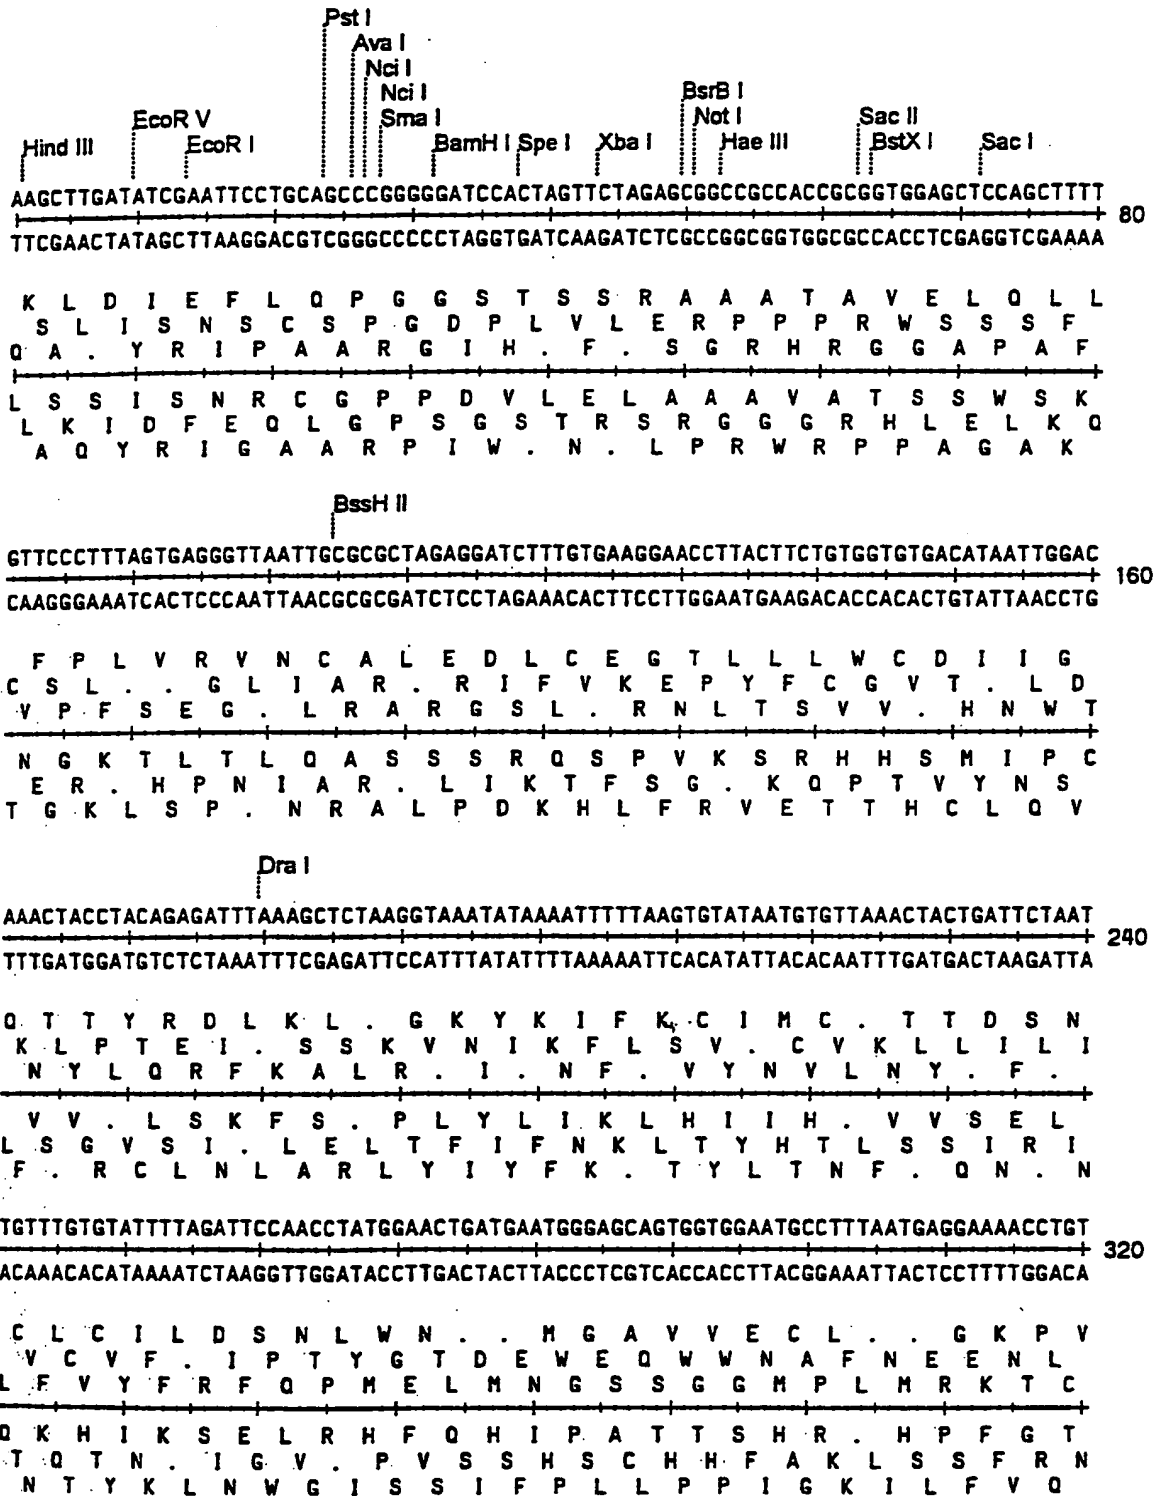 Pst I
Ava I
Nci I
Nci I
BsrB I
EcoR V
Sma I
Not I
Sac II
Hind III
EcoR I
BamH I
Spe I
Xba I
Hae III
BstX I
Sac I
AAGCTTGATATCGAATTCCTGCAGCCCGGGGGATCCACTAGTTCTAGAGCGGCCGCCACCGCGGTGGAGCTCCAGCTTTT
80
TTCGAACTATAGCTTAAGGACGTCGGGCCCCCTAGGTGATCAAGATCTCGCCGGCGGTGGCGCCACCTCGAGGTCGAAAA
K L D I E F L Q P G G S T S S R A A A T A V E L Q L L
S L I S N S C S P G D P L V L E R P P P R W S S S F
Q A . Y R I P A A R G I H . F . S G R H R G G A P A F
L S S I S N R C G P P D V L E L A A A V A T S S W S K
L K I D F E Q L G P S G S T R S R G G G R H L E L K Q
A Q Y R I G A A R P I W . N . L P R W R P P A G A K
BssH II
GTTCCCTTTAGTGAGGGTTAATTGCGCGCTAGAGGATCTTTGTGAAGGAACCTTACTTCTGTGGTGTGACATAATTGGAC
160
CAAGGGAAATCACTCCCAATTAACGCGCGATCTCCTAGAAACACTTCCTTGGAATGAAGACACCACACTGTATTAACCTG
F P L V R V N C A L E D L C E G T L L L W C D I I G
C S L . . G L I A R . R I F V K E P Y F C G V T . L D
V P F S E G . L R A R G S L . R N L T S V V . H N W T
N G K T L T L Q A S S S R Q S P V K S R H H S M I P C
E R . H P N I A R . L I K T F S G . K Q P T V Y N S
T G K L S P . N R A L P D K H L F R V E T T H C L Q V
Dra I
AAACTACCTACAGAGATTTAAAGCTCTAAGGTAAATATAAAATTTTTAAGTGTATAATGTGTTAAACTACTGATTCTAAT
240
TTTGATGGATGTCTCTAAATTTCGAGATTCCATTTATATTTTAAAAATTCACATATTACACAATTTGATGACTAAGATTA
Q T T Y R D L K L . G K Y K I F K C I M C . T T D S N
K L P T E I . S S K V N I K F L S V . C V K L L I L I
N Y L Q R F K A L R . I . N F . V Y N V L N Y . F .
V V . L S K F S . P L Y L I K L H I I H . V V S E L
L S G V S I . L E L T F I F N K L T Y H T L S S I R I
F . R C L N L A R L Y I Y F K . T Y L T N F . Q N . N
TGTTTGTGTATTTTAGATTCCAACCTATGGAACTGATGAATGGGAGCAGTGGTGGAATGCCTTTAATGAGGAAAACCTGT
320
ACAAACACATAAAATCTAAGGTTGGATACCTTGACTACTTACCCTCGTCACCACCTTACGGAAATTACTCCTTTTGGACA
C L C I L D S N L W N . . M G A V V E C L . . G K P V
V C V F . I P T Y G T D E W E Q W W N A F N E E N L
L F V Y F R F Q P M E L M N G S S G G M P L M R K T C
Q K H I K S E L R H F Q H I P A T T S H R . H P F G T
T Q T N . I G V . P V S S H S C H H F A K L S S F R N
N T Y K L N W G I S S I F P L L P P I G K I L F V Q